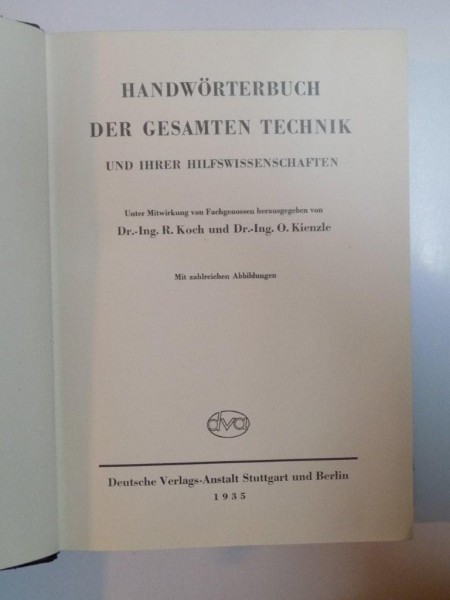 HANDWÖRTERBUCH
DER GESAMTEN TECHNIK
UND IHRER HILFSWISSENSCHAFTEN
Unter Mitwirkung von Fachgenossen herausgegeben von
Dr.-Ing. R. Koch und Dr.-Ing. O. Kienzle
Mit zahlreichen Abbildungen
dva
Deutsche Verlags-Anstalt Stuttgart und Berlin
1935